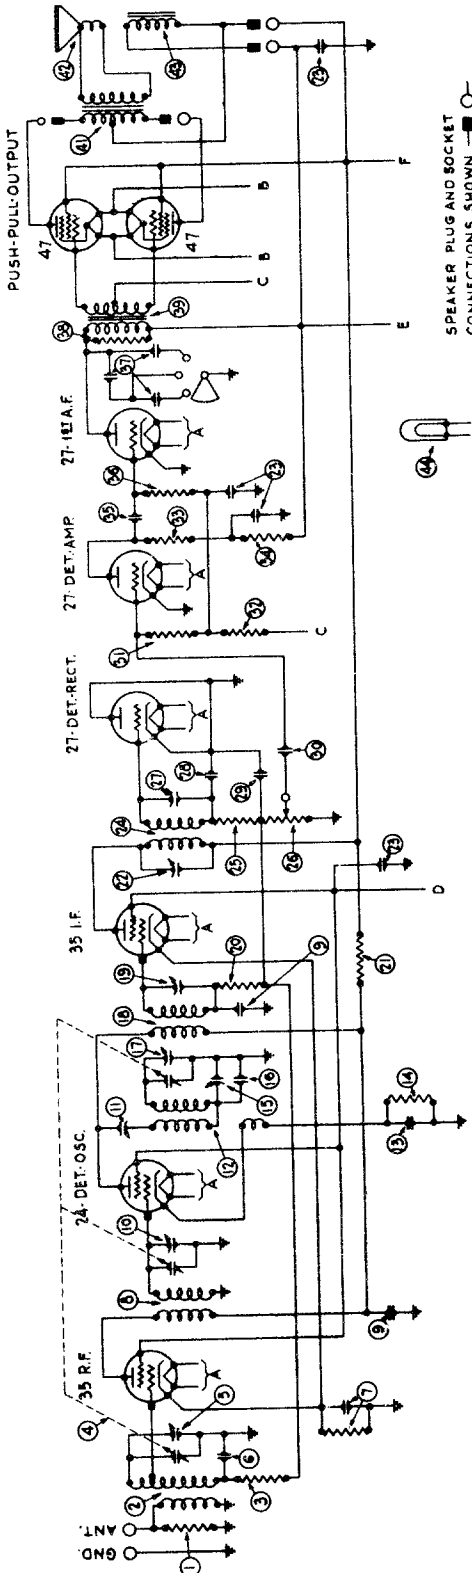 GND.
ANT.
35 R.F.
24-DET.-OSC.
35 I.F.
27-DET.-RECT.
27-DET.-AMP.
27-1ST A.F.
PUSH-PULL-OUTPUT
47
47
1
2
3
4
5
6
7
8
9
10
11
12
13
14
15
16
17
18
19
20
9
21
22
23
24
25
26
27
28
29
30
31
32
33
34
35
36
23
37
38
39
41
42
43
23
44
A
A
A
A
A
A
B
B
C
C
D
E
F
SPEAKER PLUG AND SOCKET
CONNECTIONS SHOWN